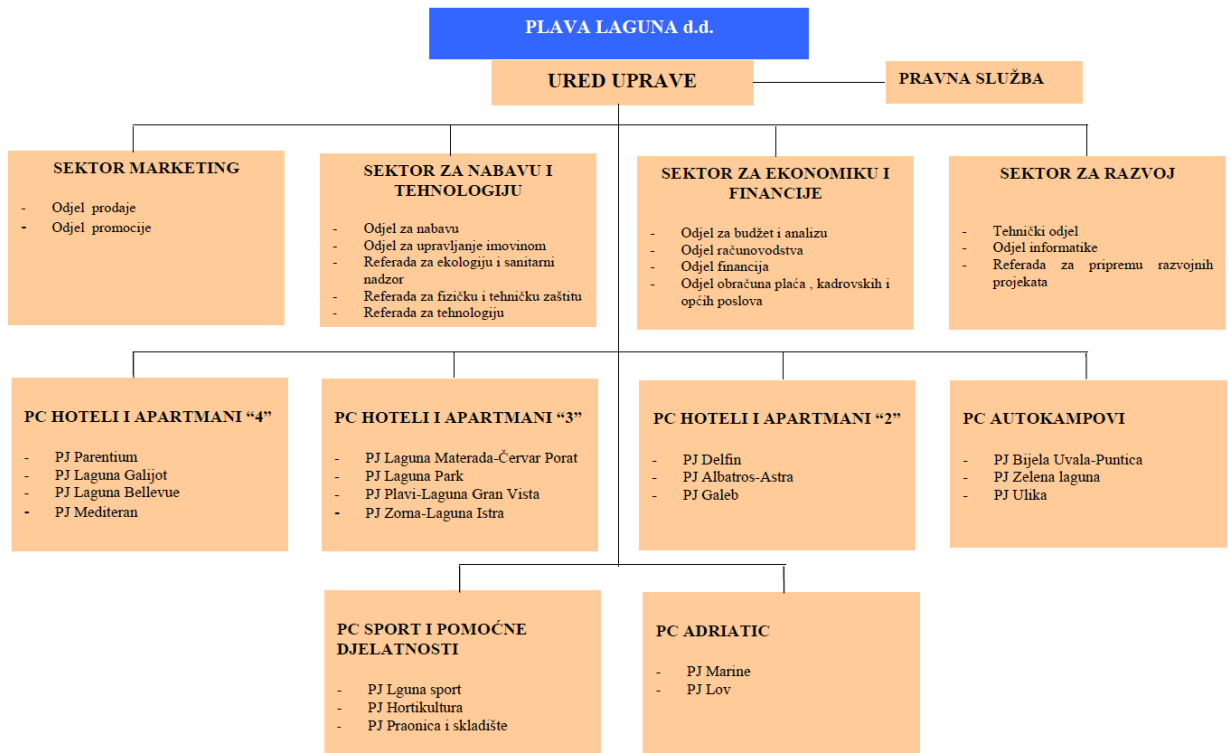 PLAVA LAGUNA d.d.
URED UPRAVE
PRAVNA SLUŽBA
SEKTOR MARKETING
- Odjel prodaje
- Odjel promocije
SEKTOR ZA NABAVU I
TEHNOLOGIJU
- Odjel za nabavu
- Odjel za upravljanje imovinom
- Referada za ekologiju i sanitarni
nadzor
- Referada za fizičku i tehničku zaštitu
- Referada za tehnologiju
SEKTOR ZA EKONOMIKU I
FINANCIJE
- Odjel za budžet i analizu
- Odjel računovodstva
- Odjel financija
- Odjel obračuna plaća , kadrovskih i
općih poslova
SEKTOR ZA RAZVOJ
- Tehnički odjel
- Odjel informatike
- Referada za pripremu razvojnih
projekata
PC HOTELI I APARTMANI “4”
- PJ Parentium
- PJ Laguna Galijot
- PJ Laguna Bellevue
- PJ Mediteran
PC HOTELI I APARTMANI “3”
- PJ Laguna Materada-Červar Porat
- PJ Laguna Park
- PJ Plavi-Laguna Gran Vista
- PJ Zorna-Laguna Istra
PC HOTELI I APARTMANI “2”
- PJ Delfin
- PJ Albatros-Astra
- PJ Galeb
PC AUTOKAMPOVI
- PJ Bijela Uvala-Puntica
- PJ Zelena laguna
- PJ Ulika
PC SPORT I POMOĆNE
DJELATNOSTI
- PJ Lguna sport
- PJ Hortikultura
- PJ Praonica i skladište
PC ADRIATIC
- PJ Marine
- PJ Lov